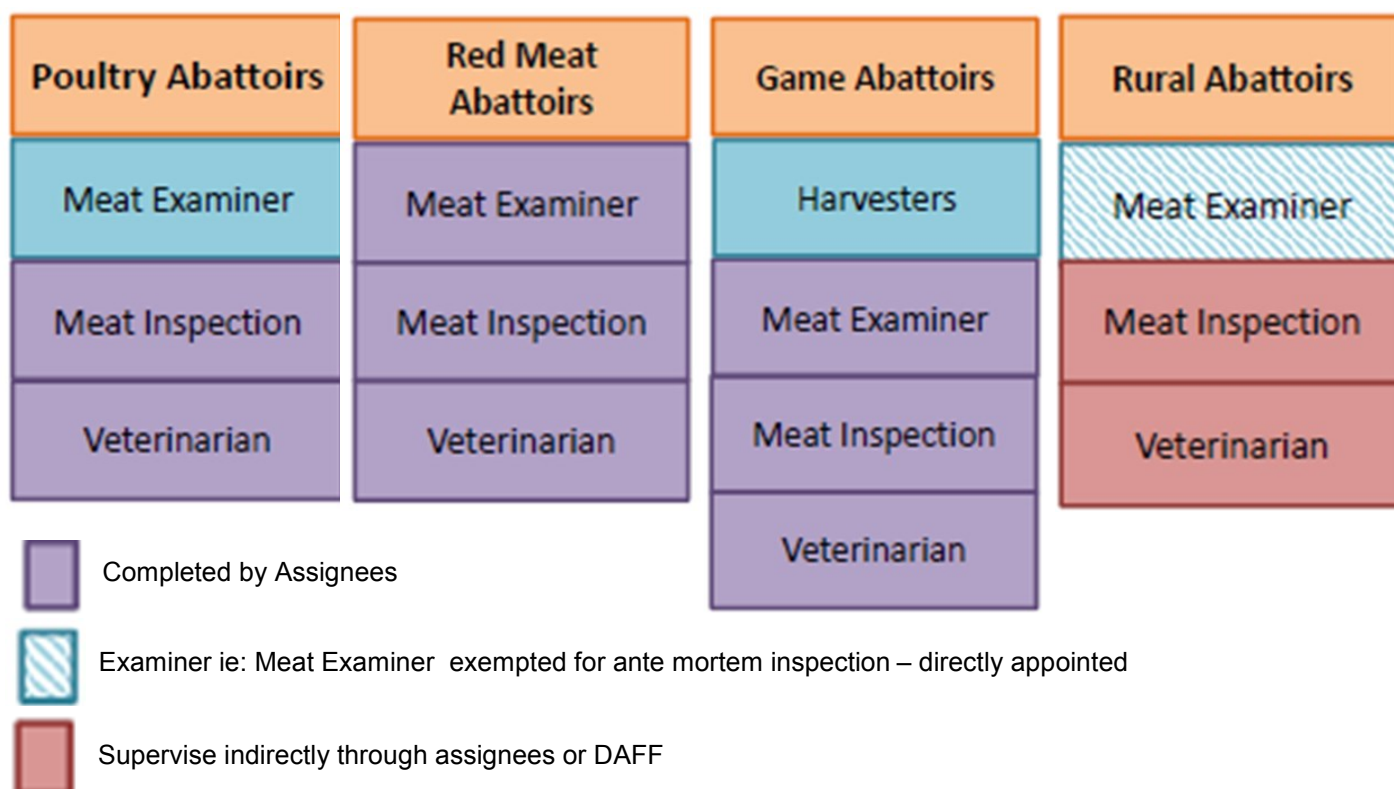 Poultry Abattoirs
Meat Examiner
Meat Inspection
Veterinarian
Red Meat
Abattoirs
Meat Examiner
Meat Inspection
Veterinarian
Game Abattoirs
Harvesters
Meat Examiner
Meat Inspection
Veterinarian
Rural Abattoirs
Meat Examiner
Meat Inspection
Veterinarian
Completed by Assignees
Examiner ie: Meat Examiner exempted for ante mortem inspection – directly appointed
Supervise indirectly through assignees or DAFF